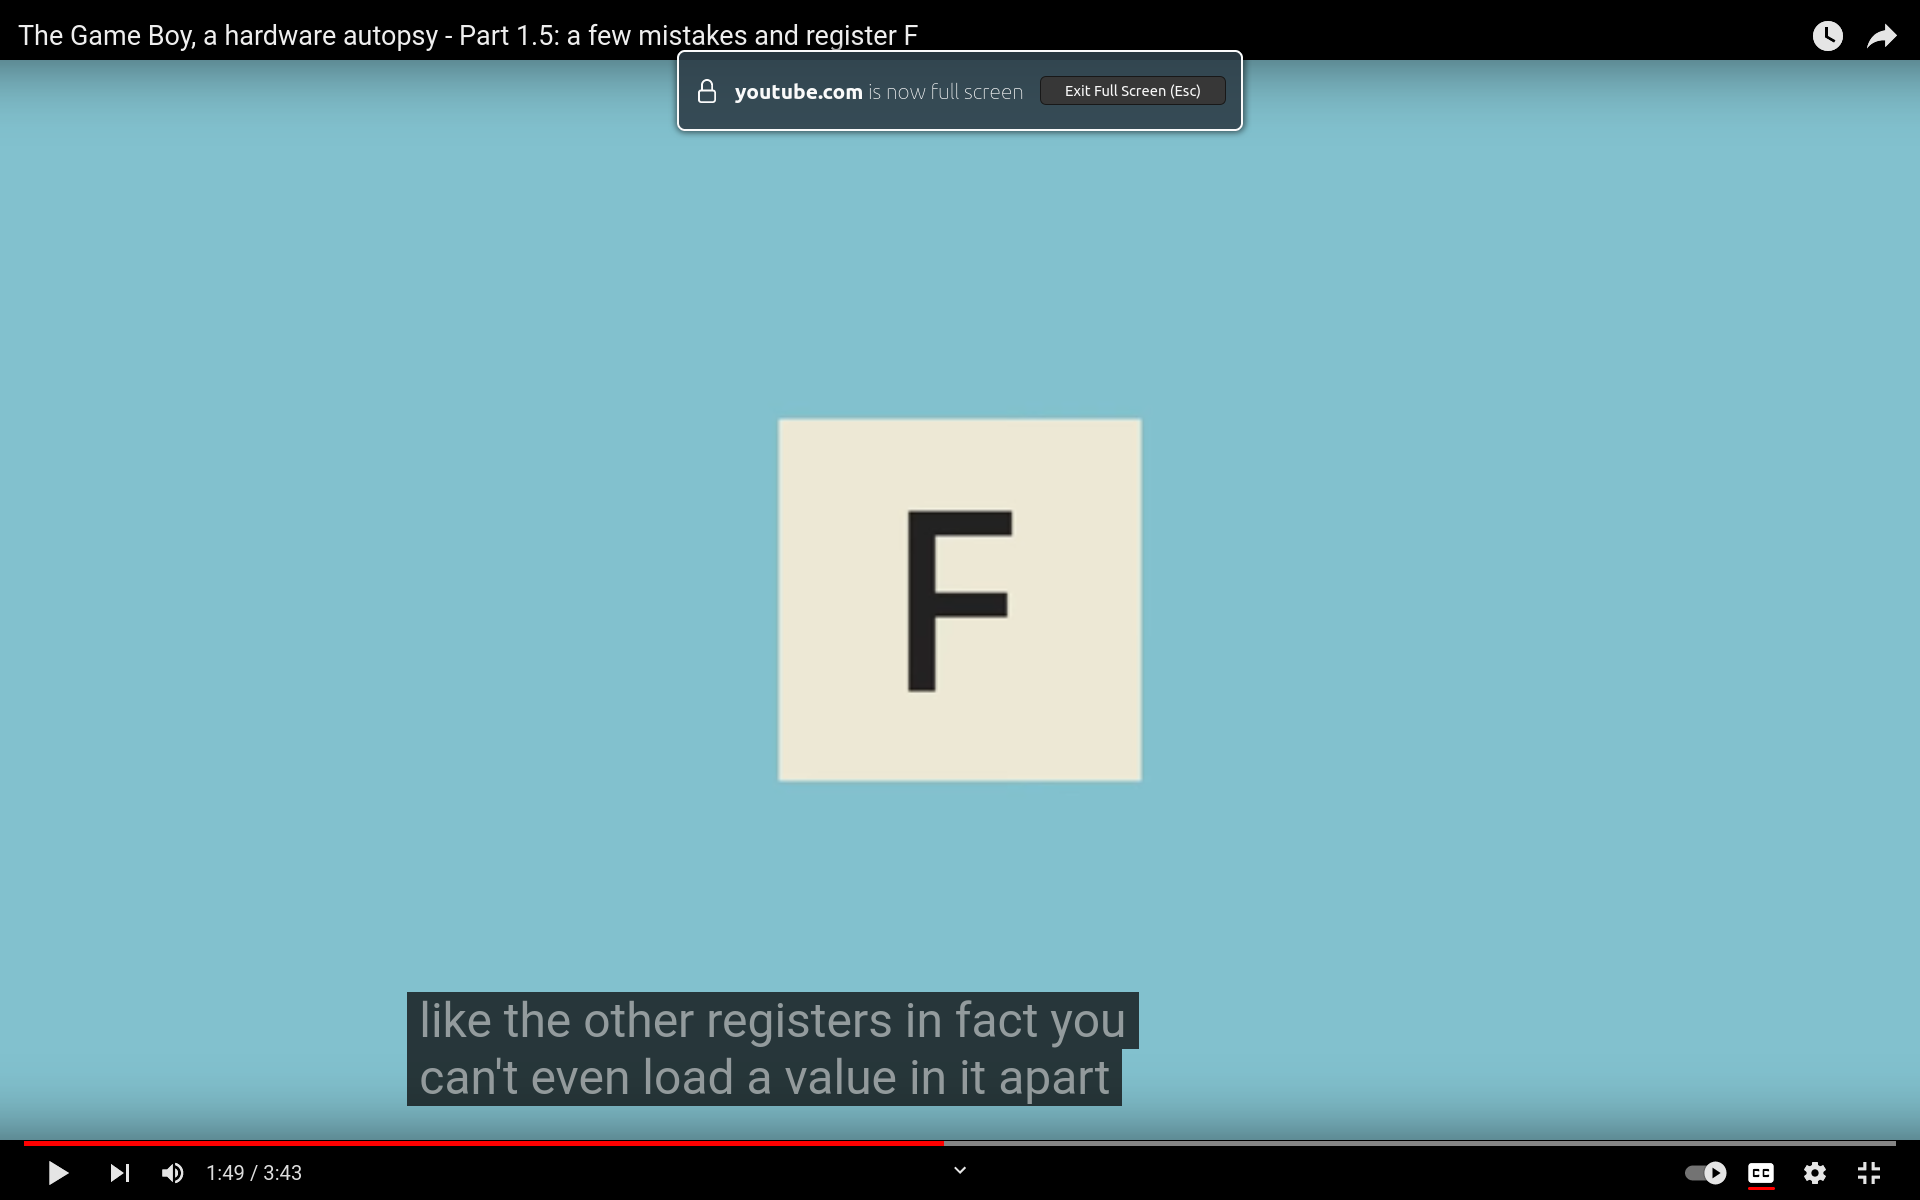 The Game Boy, a hardware autopsy - Part 1.5: a few mistakes and register F
youtube.com is now full screen Exit Full Screen (Esc)
F
like the other registers in fact you
can't even load a value in it apart
1:49 / 3:43
CC